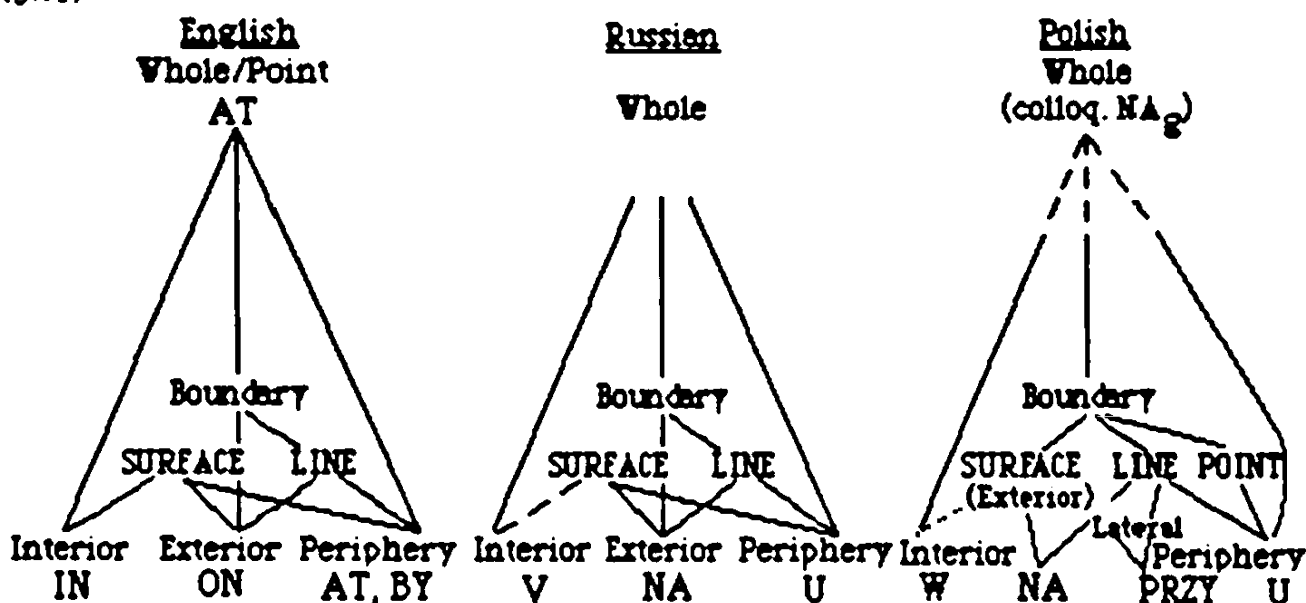 English Russian Polish
Whole/Point Whole
AT Whole (colloq. NAg)
Boundary Boundary Boundary
SURFACE LINE SURFACE LINE SURFACE LINE POINT
(Exterior)
Lateral
Interior Exterior Periphery Interior Exterior Periphery Interior Periphery
IN ON AT, BY V NA U W NA PRZY U